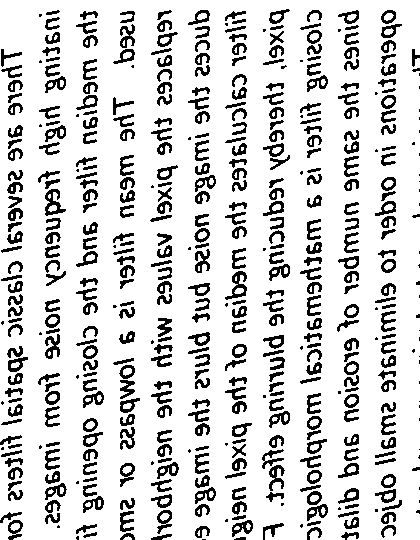 There are several classic spatial filters for
inating high frequency noise from images.
the median filter and the closing opening fi
used. The mean filter is a lowpass or smo
replaces the pixel values with the neighbor
duces the image noise but blurs the image e
filter calculates the median of the pixel neig
pixel, thereby reducing the blurring effect. F
closing filter is a mathematical morphologic
bines the same number of erosion and dilat
operations in order to eliminate small objec